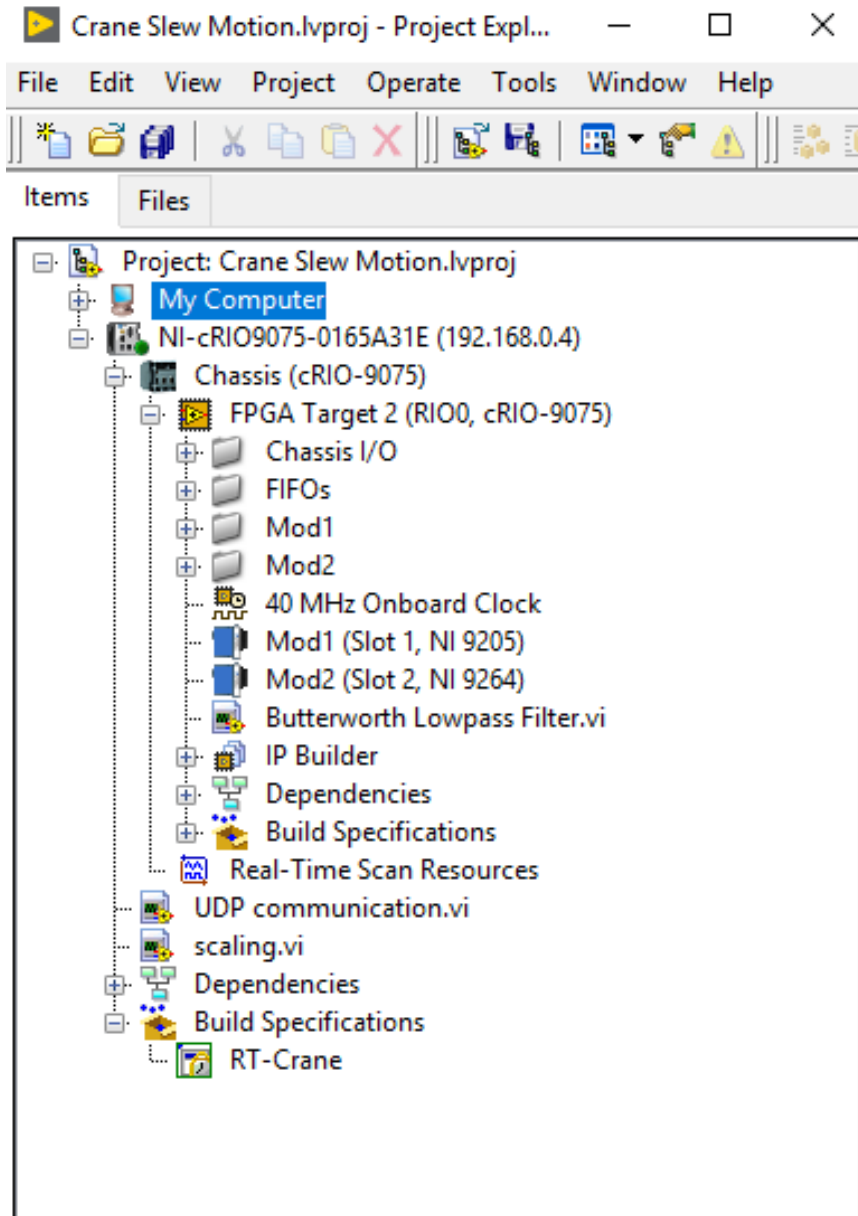 Crane Slew Motion.lvproj - Project Expl...
File Edit View Project Operate Tools Window Help
Items Files
Project: Crane Slew Motion.lvproj
My Computer
NI-cRIO9075-0165A31E (192.168.0.4)
Chassis (cRIO-9075)
FPGA Target 2 (RIO0, cRIO-9075)
Chassis I/O
FIFOs
Mod1
Mod2
40 MHz Onboard Clock
Mod1 (Slot 1, NI 9205)
Mod2 (Slot 2, NI 9264)
Butterworth Lowpass Filter.vi
IP Builder
Dependencies
Build Specifications
Real-Time Scan Resources
UDP communication.vi
scaling.vi
Dependencies
Build Specifications
RT-Crane